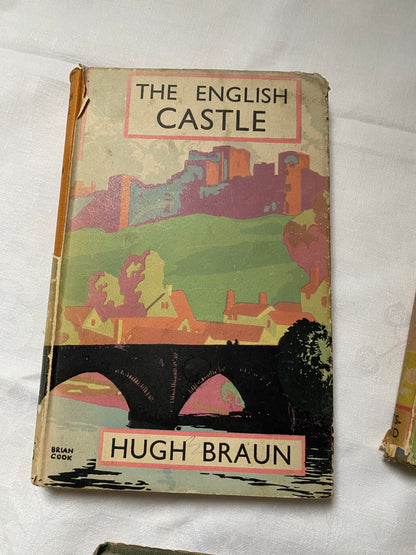 THE ENGLISH
CASTLE
BRIAN
COOK
HUGH BRAUN